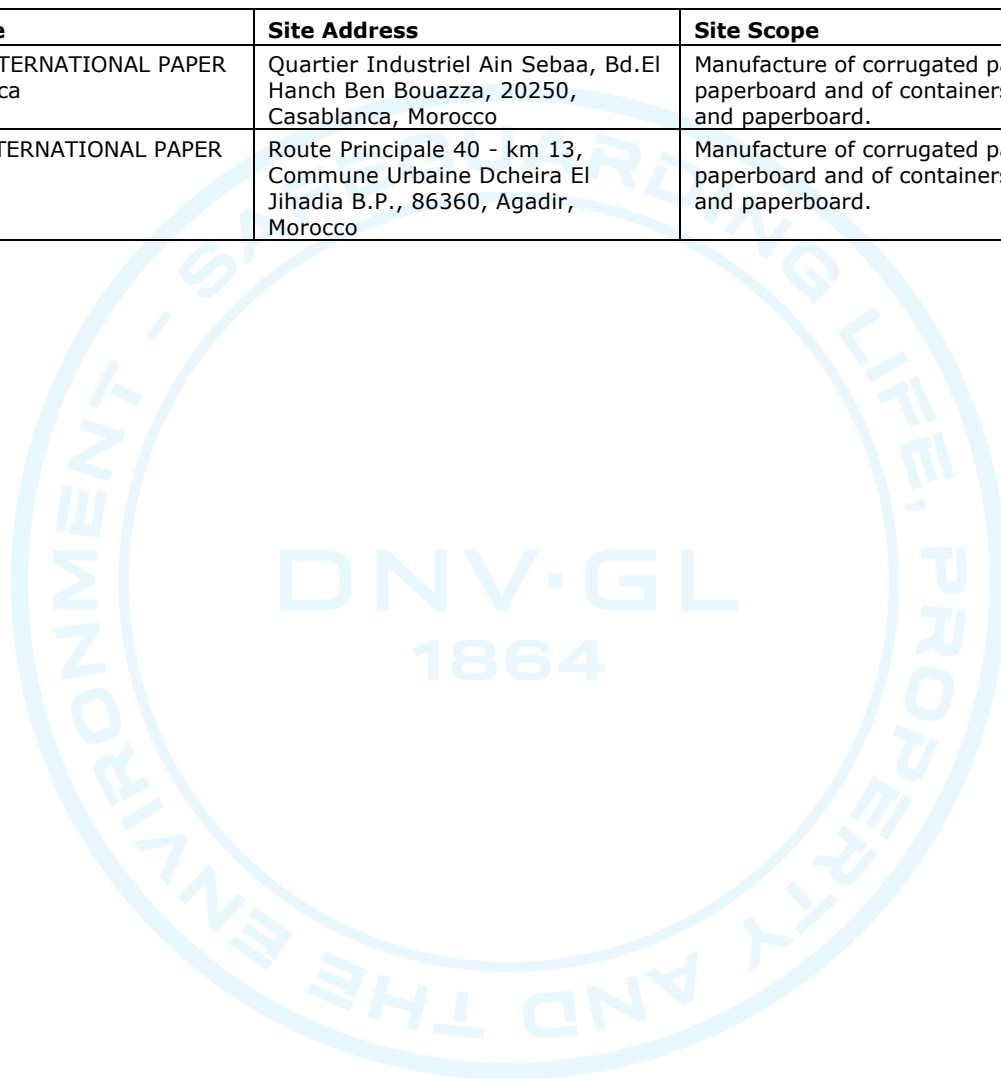 e Site Address Site Scope
TERNATIONAL PAPER Quartier Industriel Ain Sebaa, Bd.El Manufacture of corrugated pa
ca Hanch Ben Bouazza, 20250, paperboard and of containers
Casablanca, Morocco and paperboard.
TERNATIONAL PAPER Route Principale 40 - km 13, Manufacture of corrugated pa
Commune Urbaine Dcheira El paperboard and of containers
Jihadia B.P., 86360, Agadir, and paperboard.
Morocco
SAFEGUARDING LIFE, PROPERTY AND THE ENVIRONMENT -
DNV·GL
1864